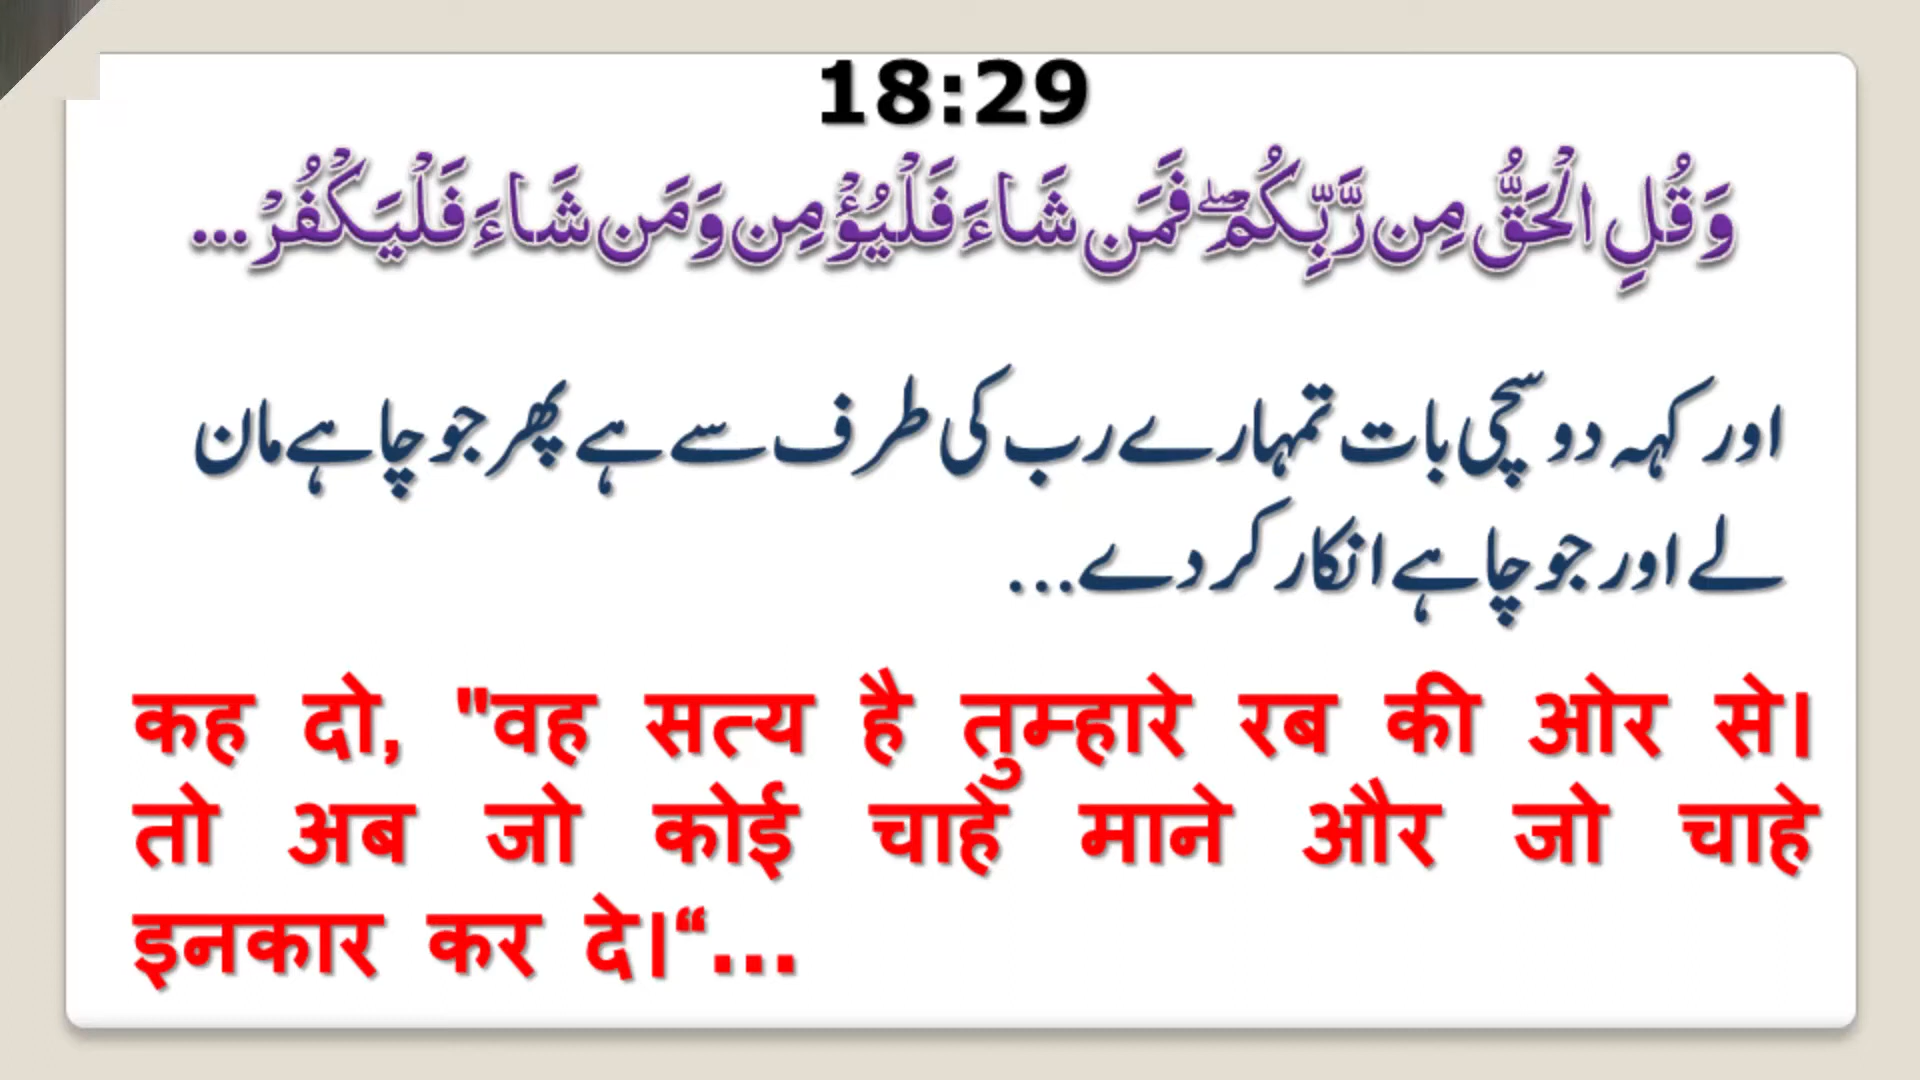 18:29
وَقُلِ الْحَقُّ مِن رَّبِّكُمْ ۖ فَمَن شَاءَ فَلْيُؤْمِن وَمَن شَاءَ فَلْيَكْفُرْ...
اور کہہ دو سچی بات تمہارے رب کی طرف سے ہے پھر جو چاہے مان
لے اور جو چاہے انکار کر دے...
कह दो, "वह सत्य है तुम्हारे रब की ओर से।
तो अब जो कोई चाहे माने और जो चाहे
इनकार कर दे।“...